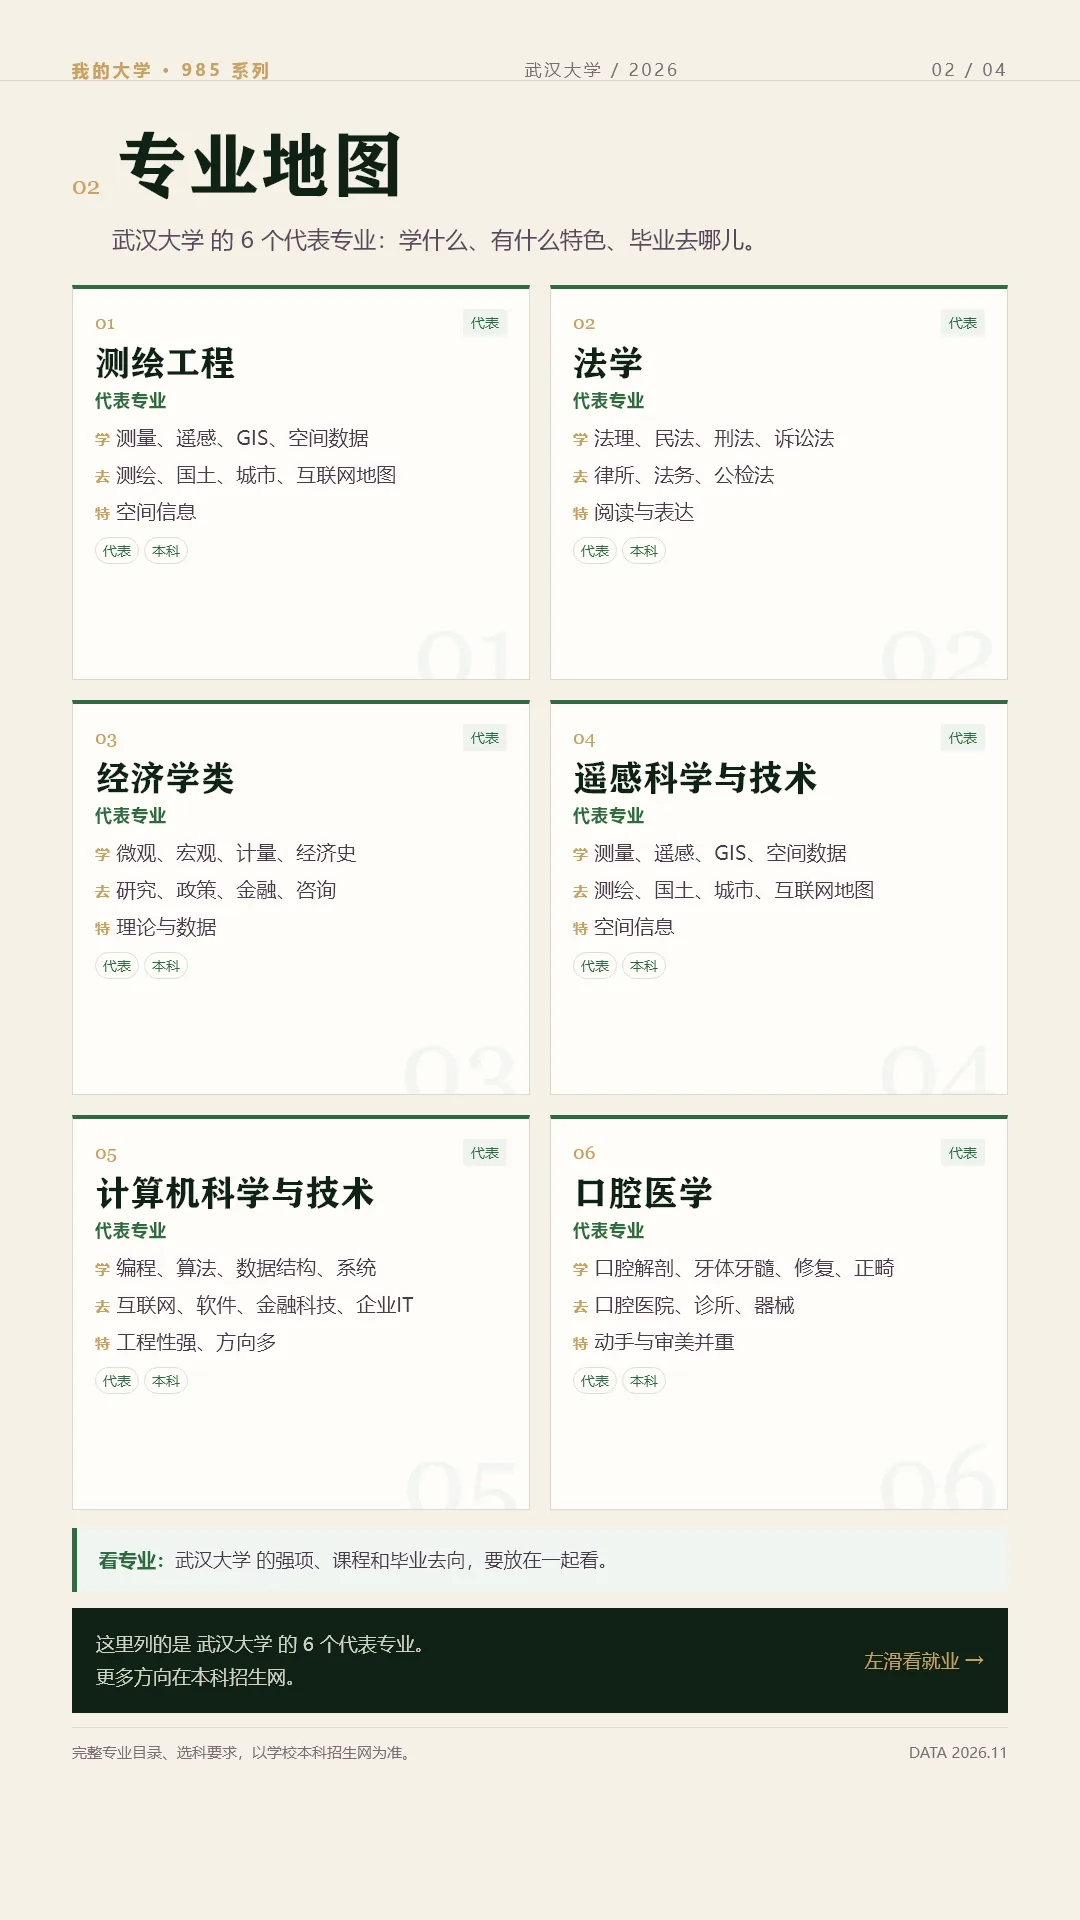 我的大学 • 985 系列
武汉大学 / 2026
02 / 04
02 专业地图
武汉大学 的 6 个代表专业：学什么、有什么特色、毕业去哪儿。
01
代表
测绘工程
代表专业
学 测量、遥感、GIS、空间数据
去 测绘、国土、城市、互联网地图
特 空间信息
代表 本科
01
02
代表
法学
代表专业
学 法理、民法、刑法、诉讼法
去 律所、法务、公检法
特 阅读与表达
代表 本科
02
03
代表
经济学类
代表专业
学 微观、宏观、计量、经济史
去 研究、政策、金融、咨询
特 理论与数据
代表 本科
03
04
代表
遥感科学与技术
代表专业
学 测量、遥感、GIS、空间数据
去 测绘、国土、城市、互联网地图
特 空间信息
代表 本科
04
05
代表
计算机科学与技术
代表专业
学 编程、算法、数据结构、系统
去 互联网、软件、金融科技、企业IT
特 工程性强、方向多
代表 本科
05
06
代表
口腔医学
代表专业
学 口腔解剖、牙体牙髓、修复、正畸
去 口腔医院、诊所、器械
特 动手与审美并重
代表 本科
06
看专业：武汉大学 的强项、课程和毕业去向，要放在一起看。
这里列的是 武汉大学 的 6 个代表专业。
更多方向在本科招生网。
左滑看就业 →
完整专业目录、选科要求，以学校本科招生网为准。
DATA 2026.11